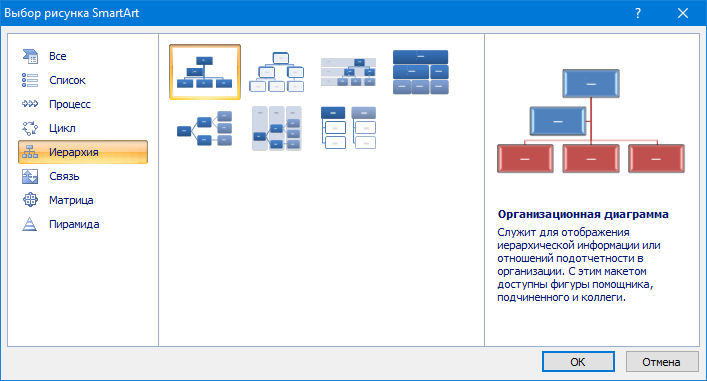 Выбор рисунка SmartArt
?
Все
Список
Процесс
Цикл
Иерархия
Связь
Матрица
Пирамида
Организационная диаграмма
Служит для отображения
иерархической информации или
отношений подотчетности в
организации. С этим макетом
доступны фигуры помощника,
подчиненного и коллеги.
ОК
Отмена